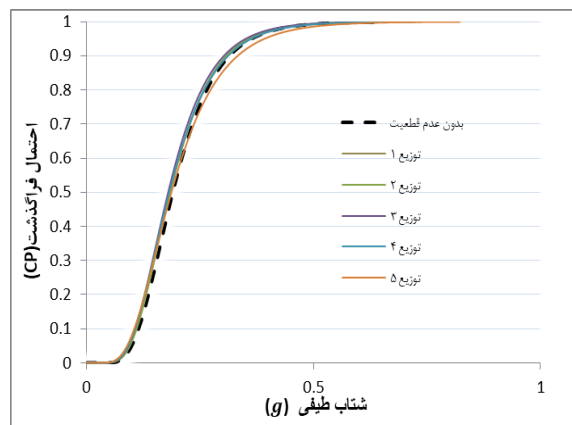 1
0.9
0.8
0.7
0.6
0.5
0.4
0.3
0.2
0.1
0
احتمال فراگذشت(CP)
بدون عدم قطعیت
توزیع ۱
توزیع ۲
توزیع ۳
توزیع ۴
توزیع ۵
0
0.5
1
شتاب طیفی (g)